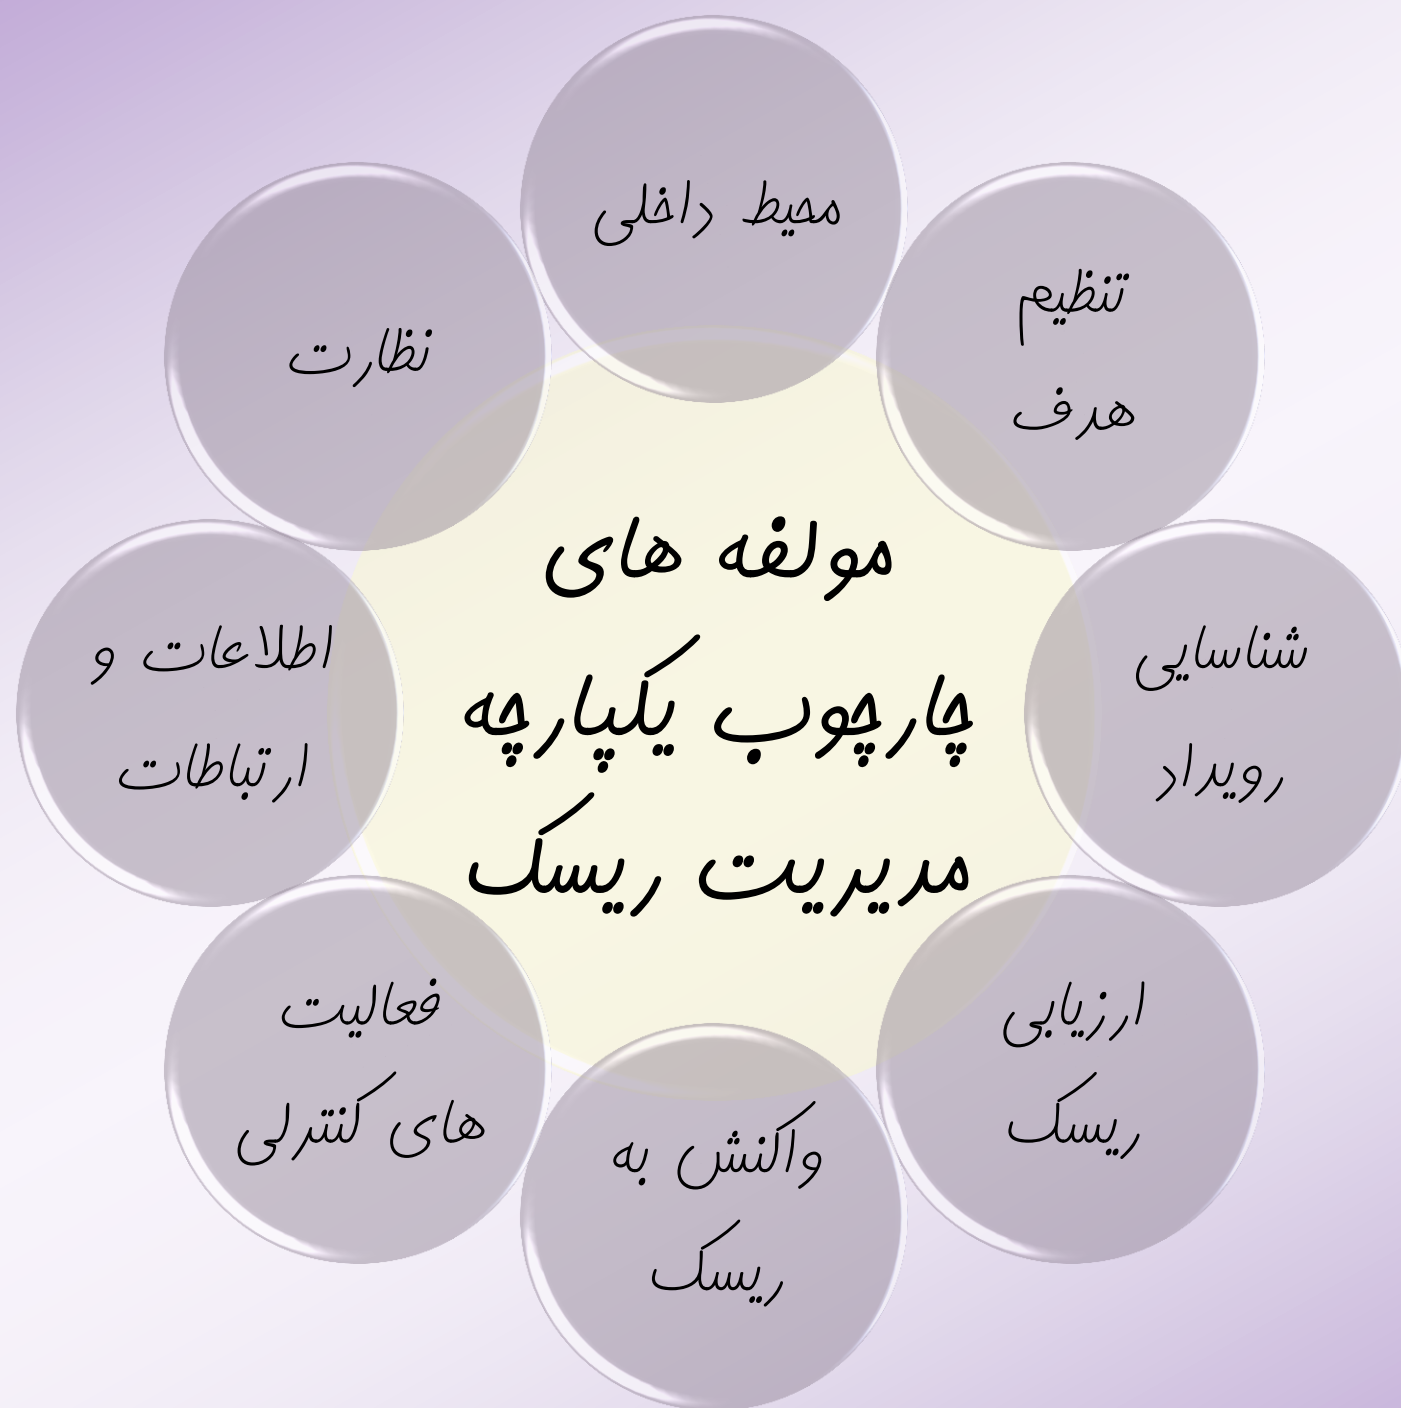 مولفه های
چارچوب یکپارچه
مدیریت ریسک
محیط داخلی
تنظیم
هدف
شناسایی
رویداد
ارزیابی
ریسک
واکنش به
ریسک
فعالیت
های کنترلی
اطلاعات و
ارتباطات
نظارت